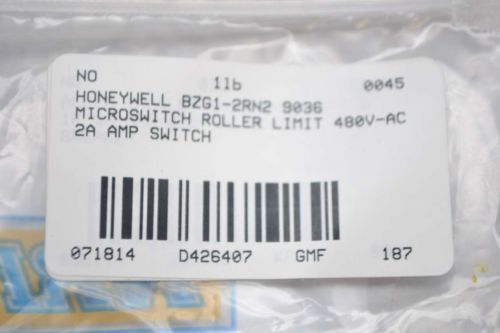 NO 1lb 0045
HONEYWELL BZG1-2RN2 9036
MICROSWITCH ROLLER LIMIT 480V-AC
2A AMP SWITCH
071814 D426407 GMF 187